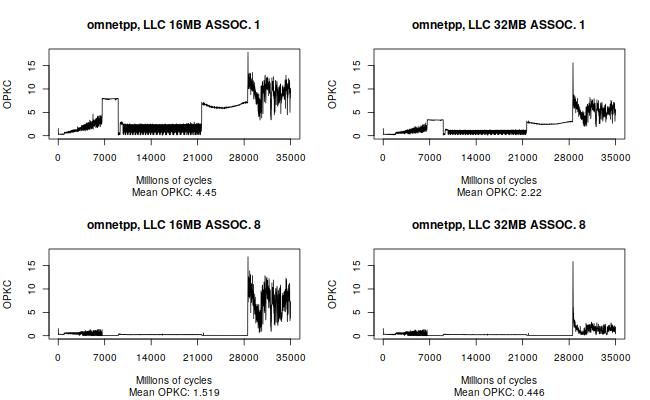 omnetpp, LLC 16MB ASSOC. 1
OPKC
15
10
5
0
0 7000 14000 21000 28000 35000
Millions of cycles
Mean OPKC: 4.45
omnetpp, LLC 32MB ASSOC. 1
OPKC
15
10
5
0
0 7000 14000 21000 28000 35000
Millions of cycles
Mean OPKC: 2.22
omnetpp, LLC 16MB ASSOC. 8
OPKC
15
10
5
0
0 7000 14000 21000 28000 35000
Millions of cycles
Mean OPKC: 1.519
omnetpp, LLC 32MB ASSOC. 8
OPKC
15
10
5
0
0 7000 14000 21000 28000 35000
Millions of cycles
Mean OPKC: 0.446